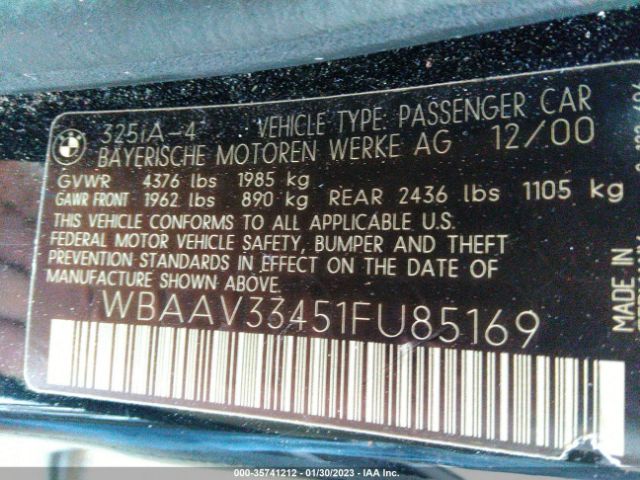 BMW
325iA-4 VEHICLE TYPE: PASSENGER CAR
BAYERISCHE MOTOREN WERKE AG 12/00
GVWR 4376 lbs 1985 kg
GAWR FRONT 1962 lbs 890 kg REAR 2436 lbs 1105 kg
THIS VEHICLE CONFORMS TO ALL APPLICABLE U.S.
FEDERAL MOTOR VEHICLE SAFETY, BUMPER AND THEFT
PREVENTION STANDARDS IN EFFECT ON THE DATE OF
MANUFACTURE SHOWN ABOVE.
WBAAV33451FU85169
MADE IN
000-35741212 - 01/30/2023 - IAA Inc.